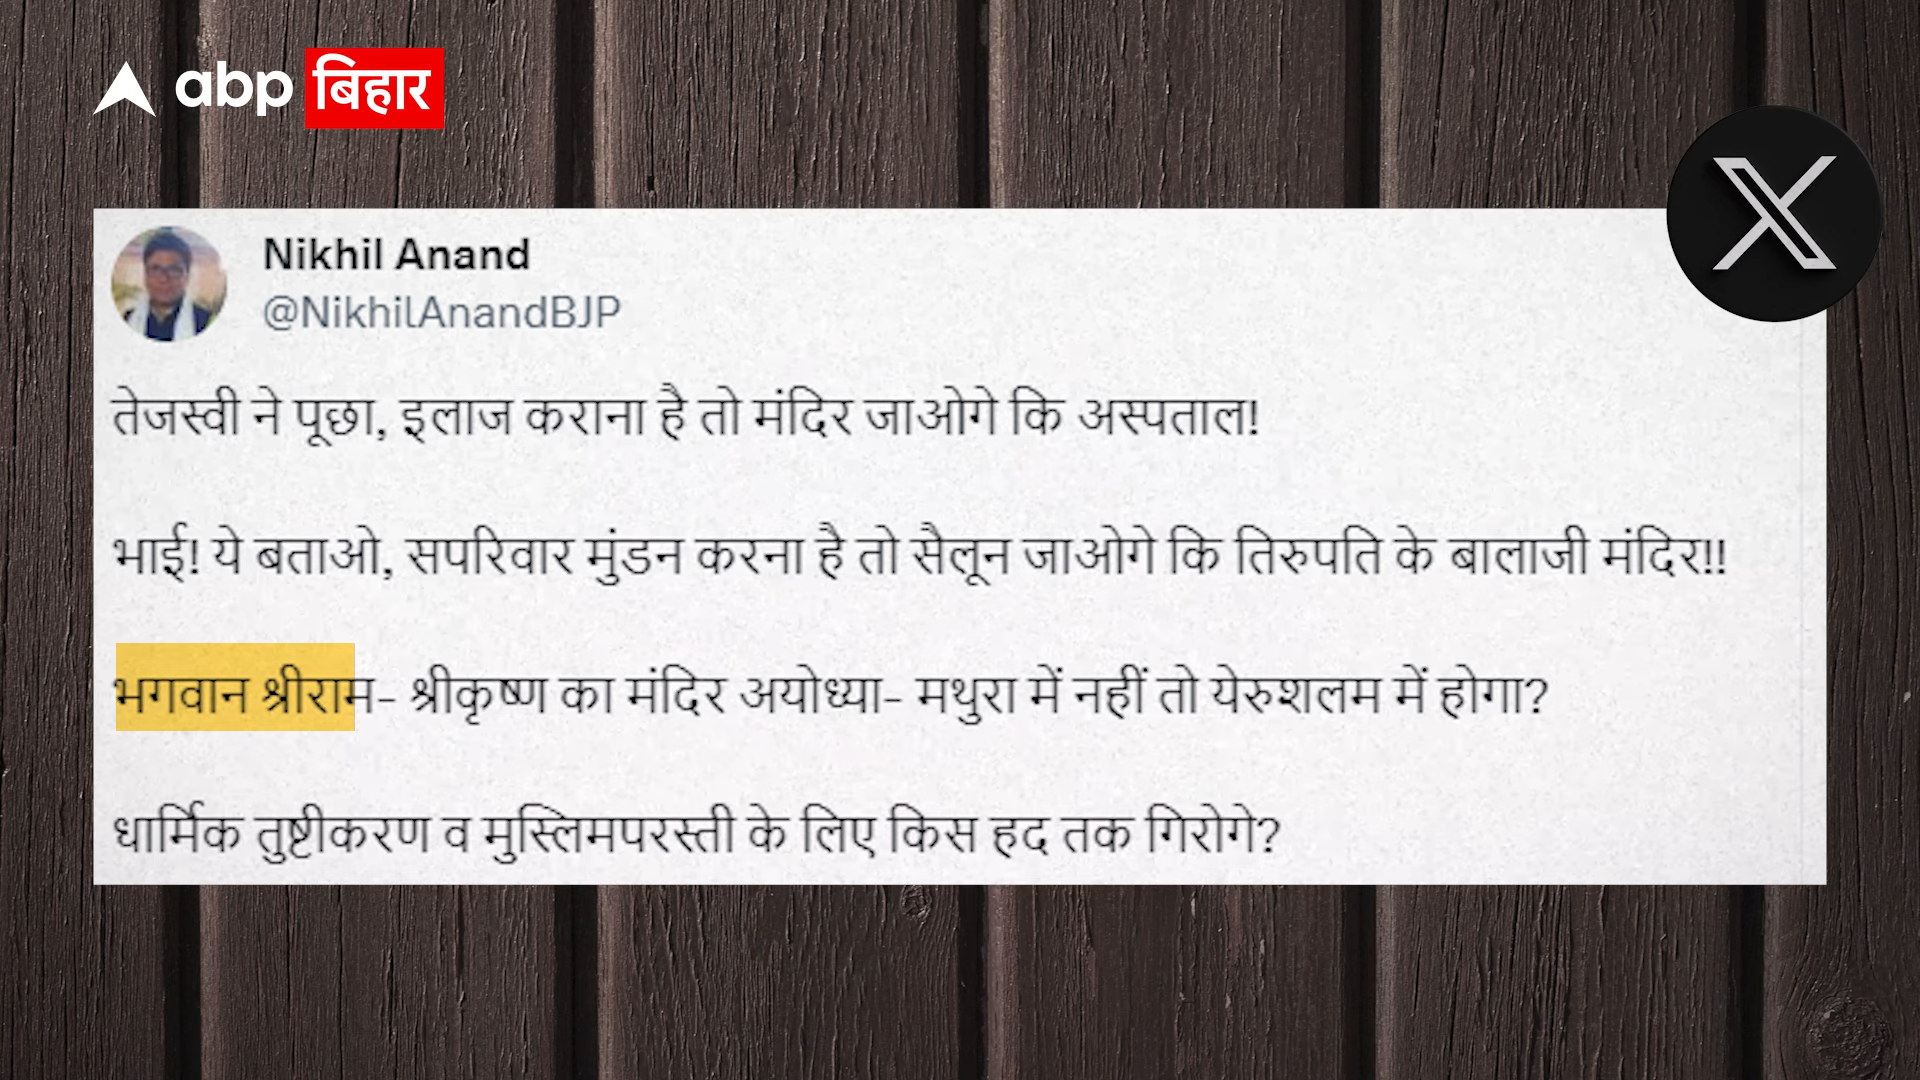 abp बिहार
Nikhil Anand
@NikhilAnandBJP
तेजस्वी ने पूछा, इलाज कराना है तो मंदिर जाओगे कि अस्पताल!
भाई! ये बताओ, सपरिवार मुंडन करना है तो सैलून जाओगे कि तिरुपति के बालाजी मंदिर!!
भगवान श्रीराम- श्रीकृष्ण का मंदिर अयोध्या- मथुरा में नहीं तो येरुशलम में होगा?
धार्मिक तुष्टीकरण व मुस्लिमपरस्ती के लिए किस हद तक गिरोगे?